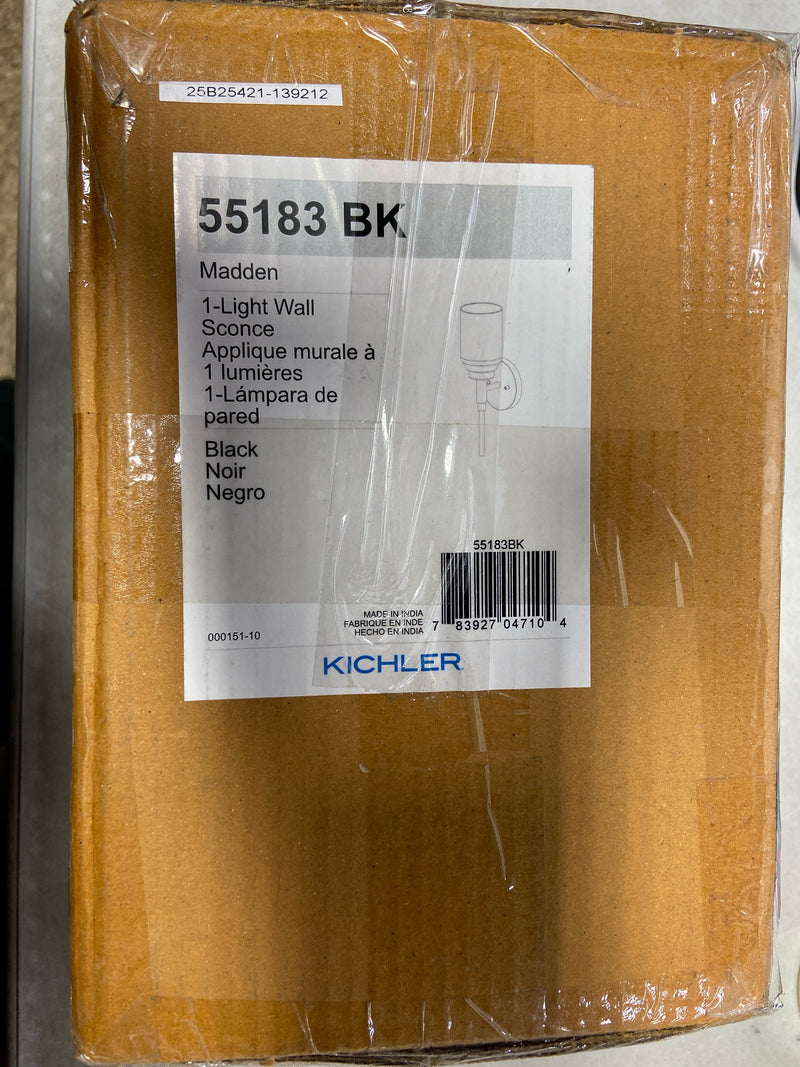 25B25421-139212
55183 BK
Madden
1-Light Wall
Sconce
Applique murale à
1 lumières
1-Lámpara de
pared
Black
Noir
Negro
55183BK
7 83927 04710 4
MADE IN INDIA
FABRIQUE EN INDE
HECHO EN INDIA
000151-10
KICHLER